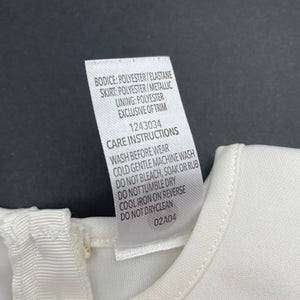 BODICE: POLYESTER / ELASTANE
SKIRT: POLYESTER / METALLIC
LINING: POLYESTER
EXCLUSIVE OF TRIM
1243034
CARE INSTRUCTIONS
WASH BEFORE WEAR
COLD GENTLE MACHINE WASH
DO NOT BLEACH, SOAK OR RUB
DO NOT TUMBLE DRY
COOL IRON ON REVERSE
DO NOT DRYCLEAN
02A04